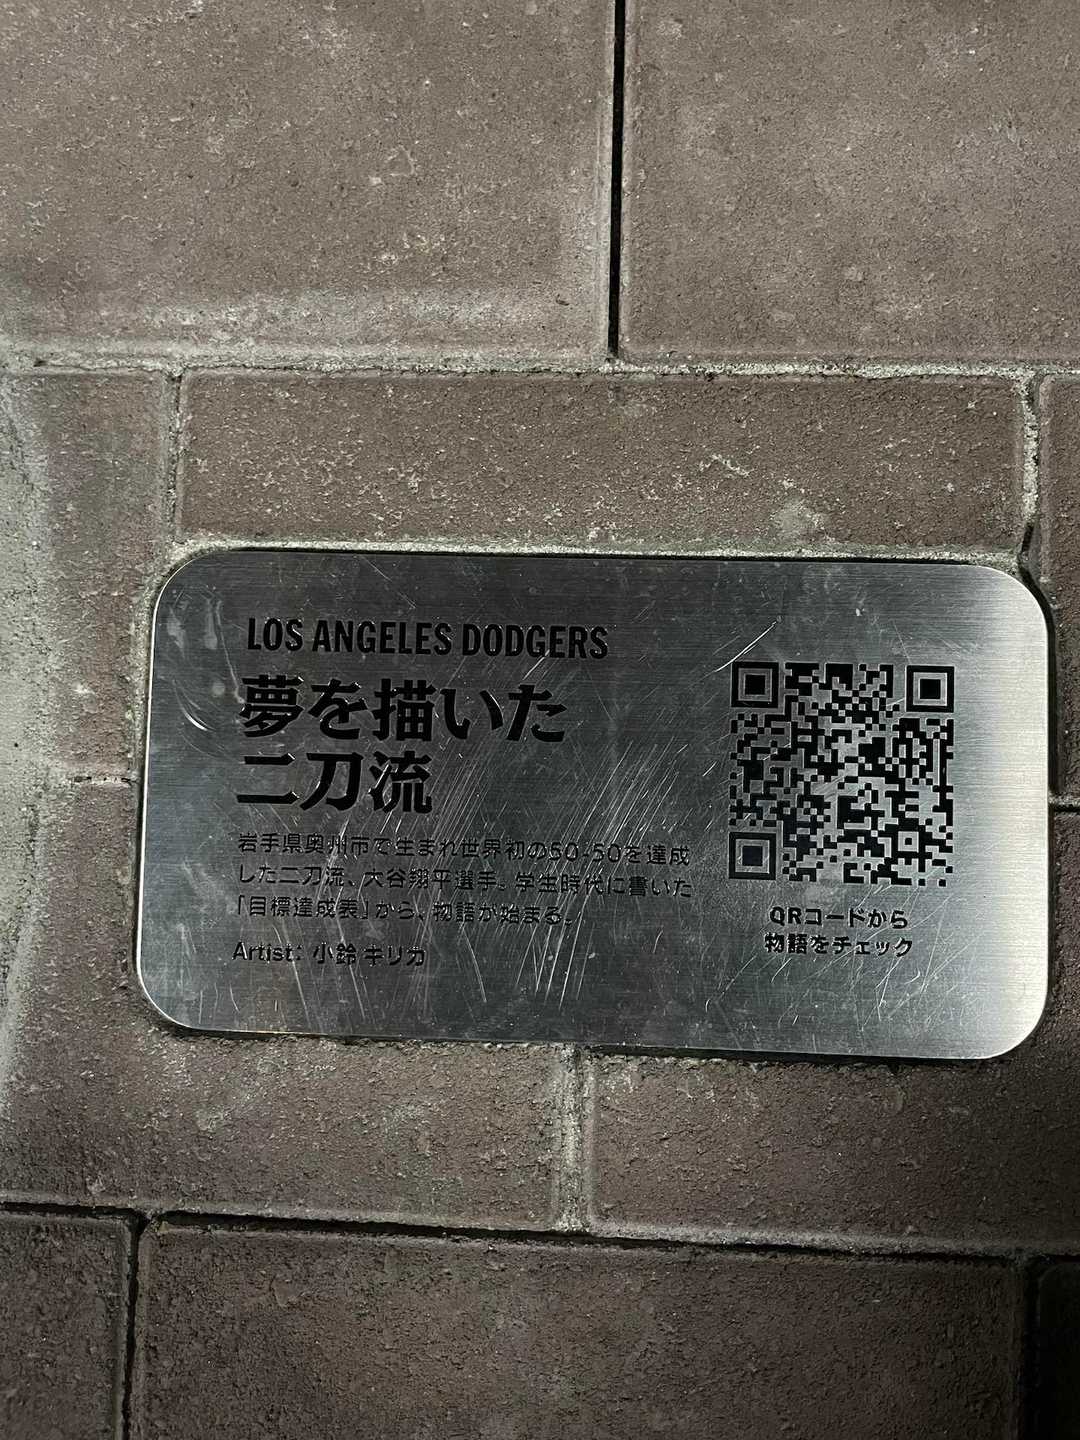 LOS ANGELES DODGERS
夢を描いた
二刀流
岩手県奥州市で生まれ世界初の50-50を達成
した二刀流、大谷翔平選手。学生時代に書いた
「目標達成表」から、物語が始まる。
Artist: 小鈴キリカ
QRコードから
物語をチェック